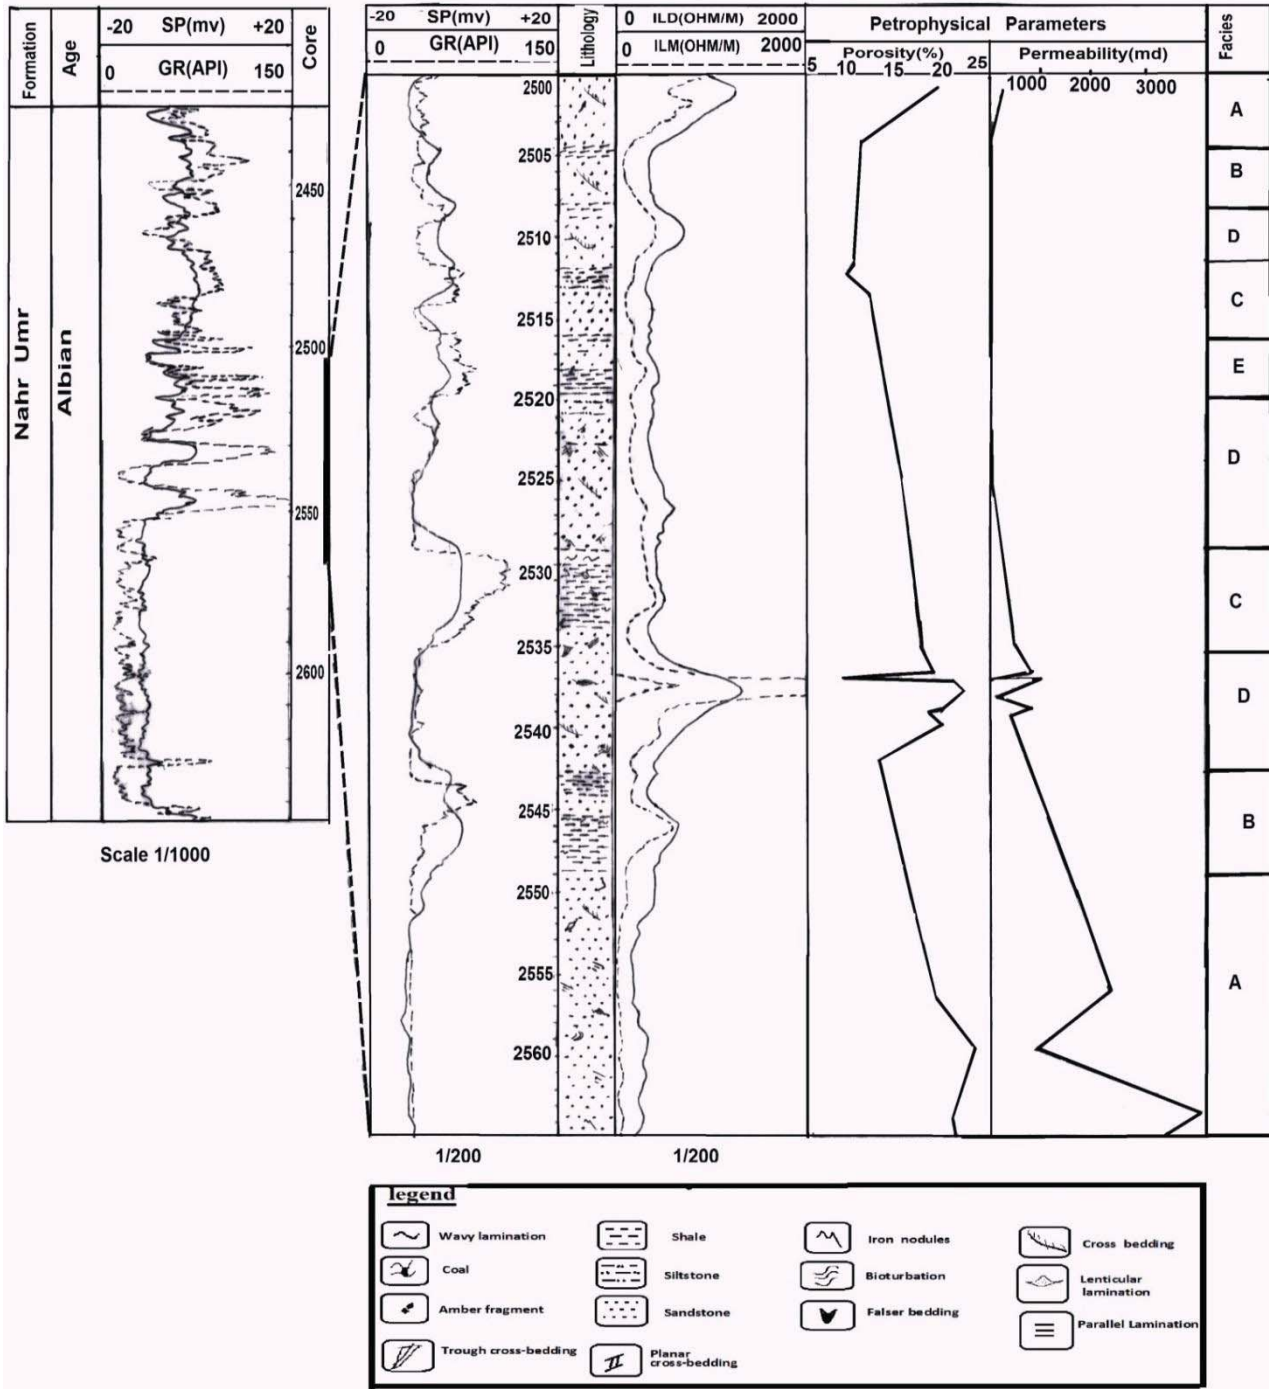 Formation
Age
-20 SP(mv) +20
0 GR(API) 150
Core
-20 SP(mv) +20
0 GR(API) 150
Lithology
0 ILD(OHM/M) 2000
0 ILM(OHM/M) 2000
Petrophysical Parameters
Porosity(%)
5 10 15 20 25
Permeability(md)
1000 2000 3000
Facies
Nahr Umr
Albian
2450
2500
2550
2600
Scale 1/1000
2500
2505
2510
2515
2520
2525
2530
2535
2540
2545
2550
2555
2560
A
B
D
C
E
D
C
D
B
A
1/200 1/200
legend
Wavy lamination
Shale
Iron nodules
Cross bedding
Coal
Siltstone
Bioturbation
Lenticular
lamination
Amber fragment
Sandstone
Falser bedding
Parallel Lamination
Trough cross-bedding
Planar
cross-bedding